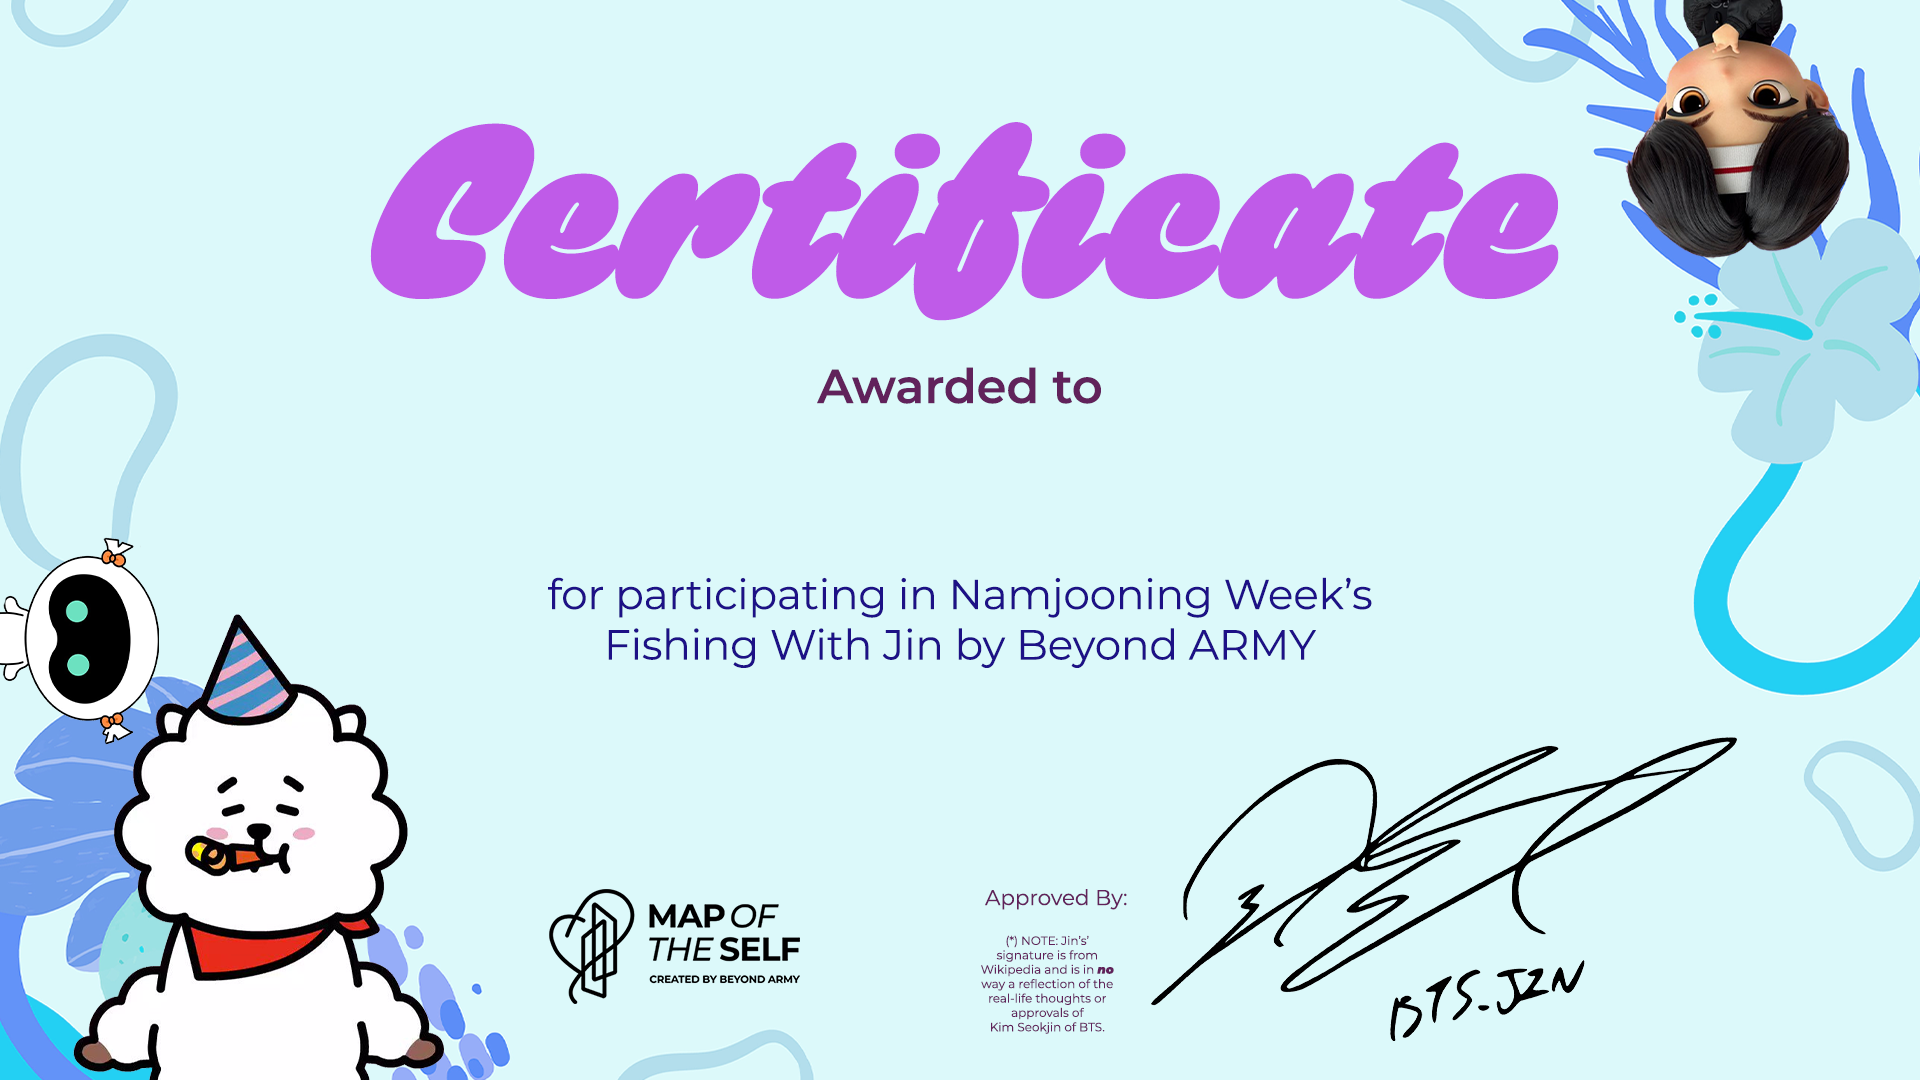 Certificate
Awarded to
for participating in Namjooning Week’s
Fishing With Jin by Beyond ARMY
MAP OF
THE SELF
CREATED BY BEYOND ARMY
Approved By:
(*) NOTE: Jin’s’
signature is from
Wikipedia and is in no
way a reflection of the
real-life thoughts or
approvals of
Kim Seokjin of BTS.
BTS.JIN